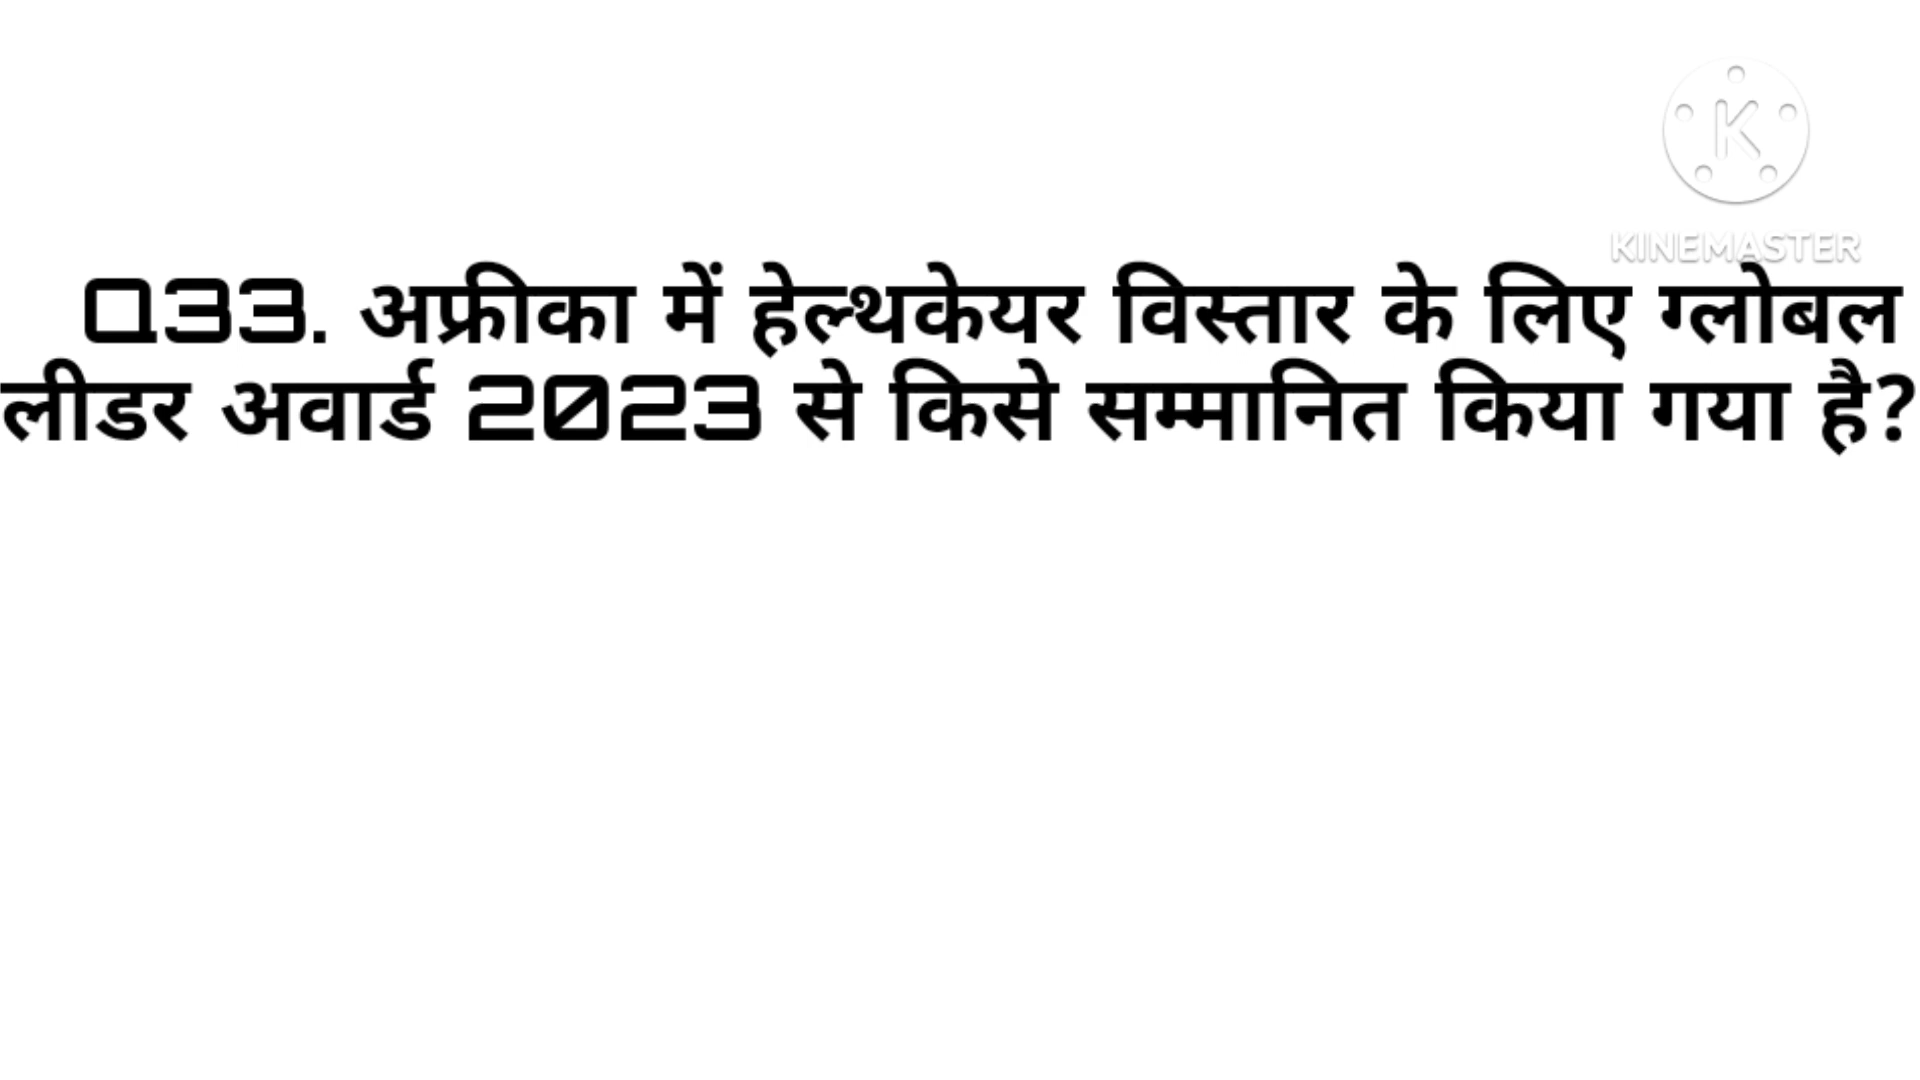 KINEMASTER
Q33. अफ्रीका में हेल्थकेयर विस्तार के लिए ग्लोबल
लीडर अवार्ड 2023 से किसे सम्मानित किया गया है?